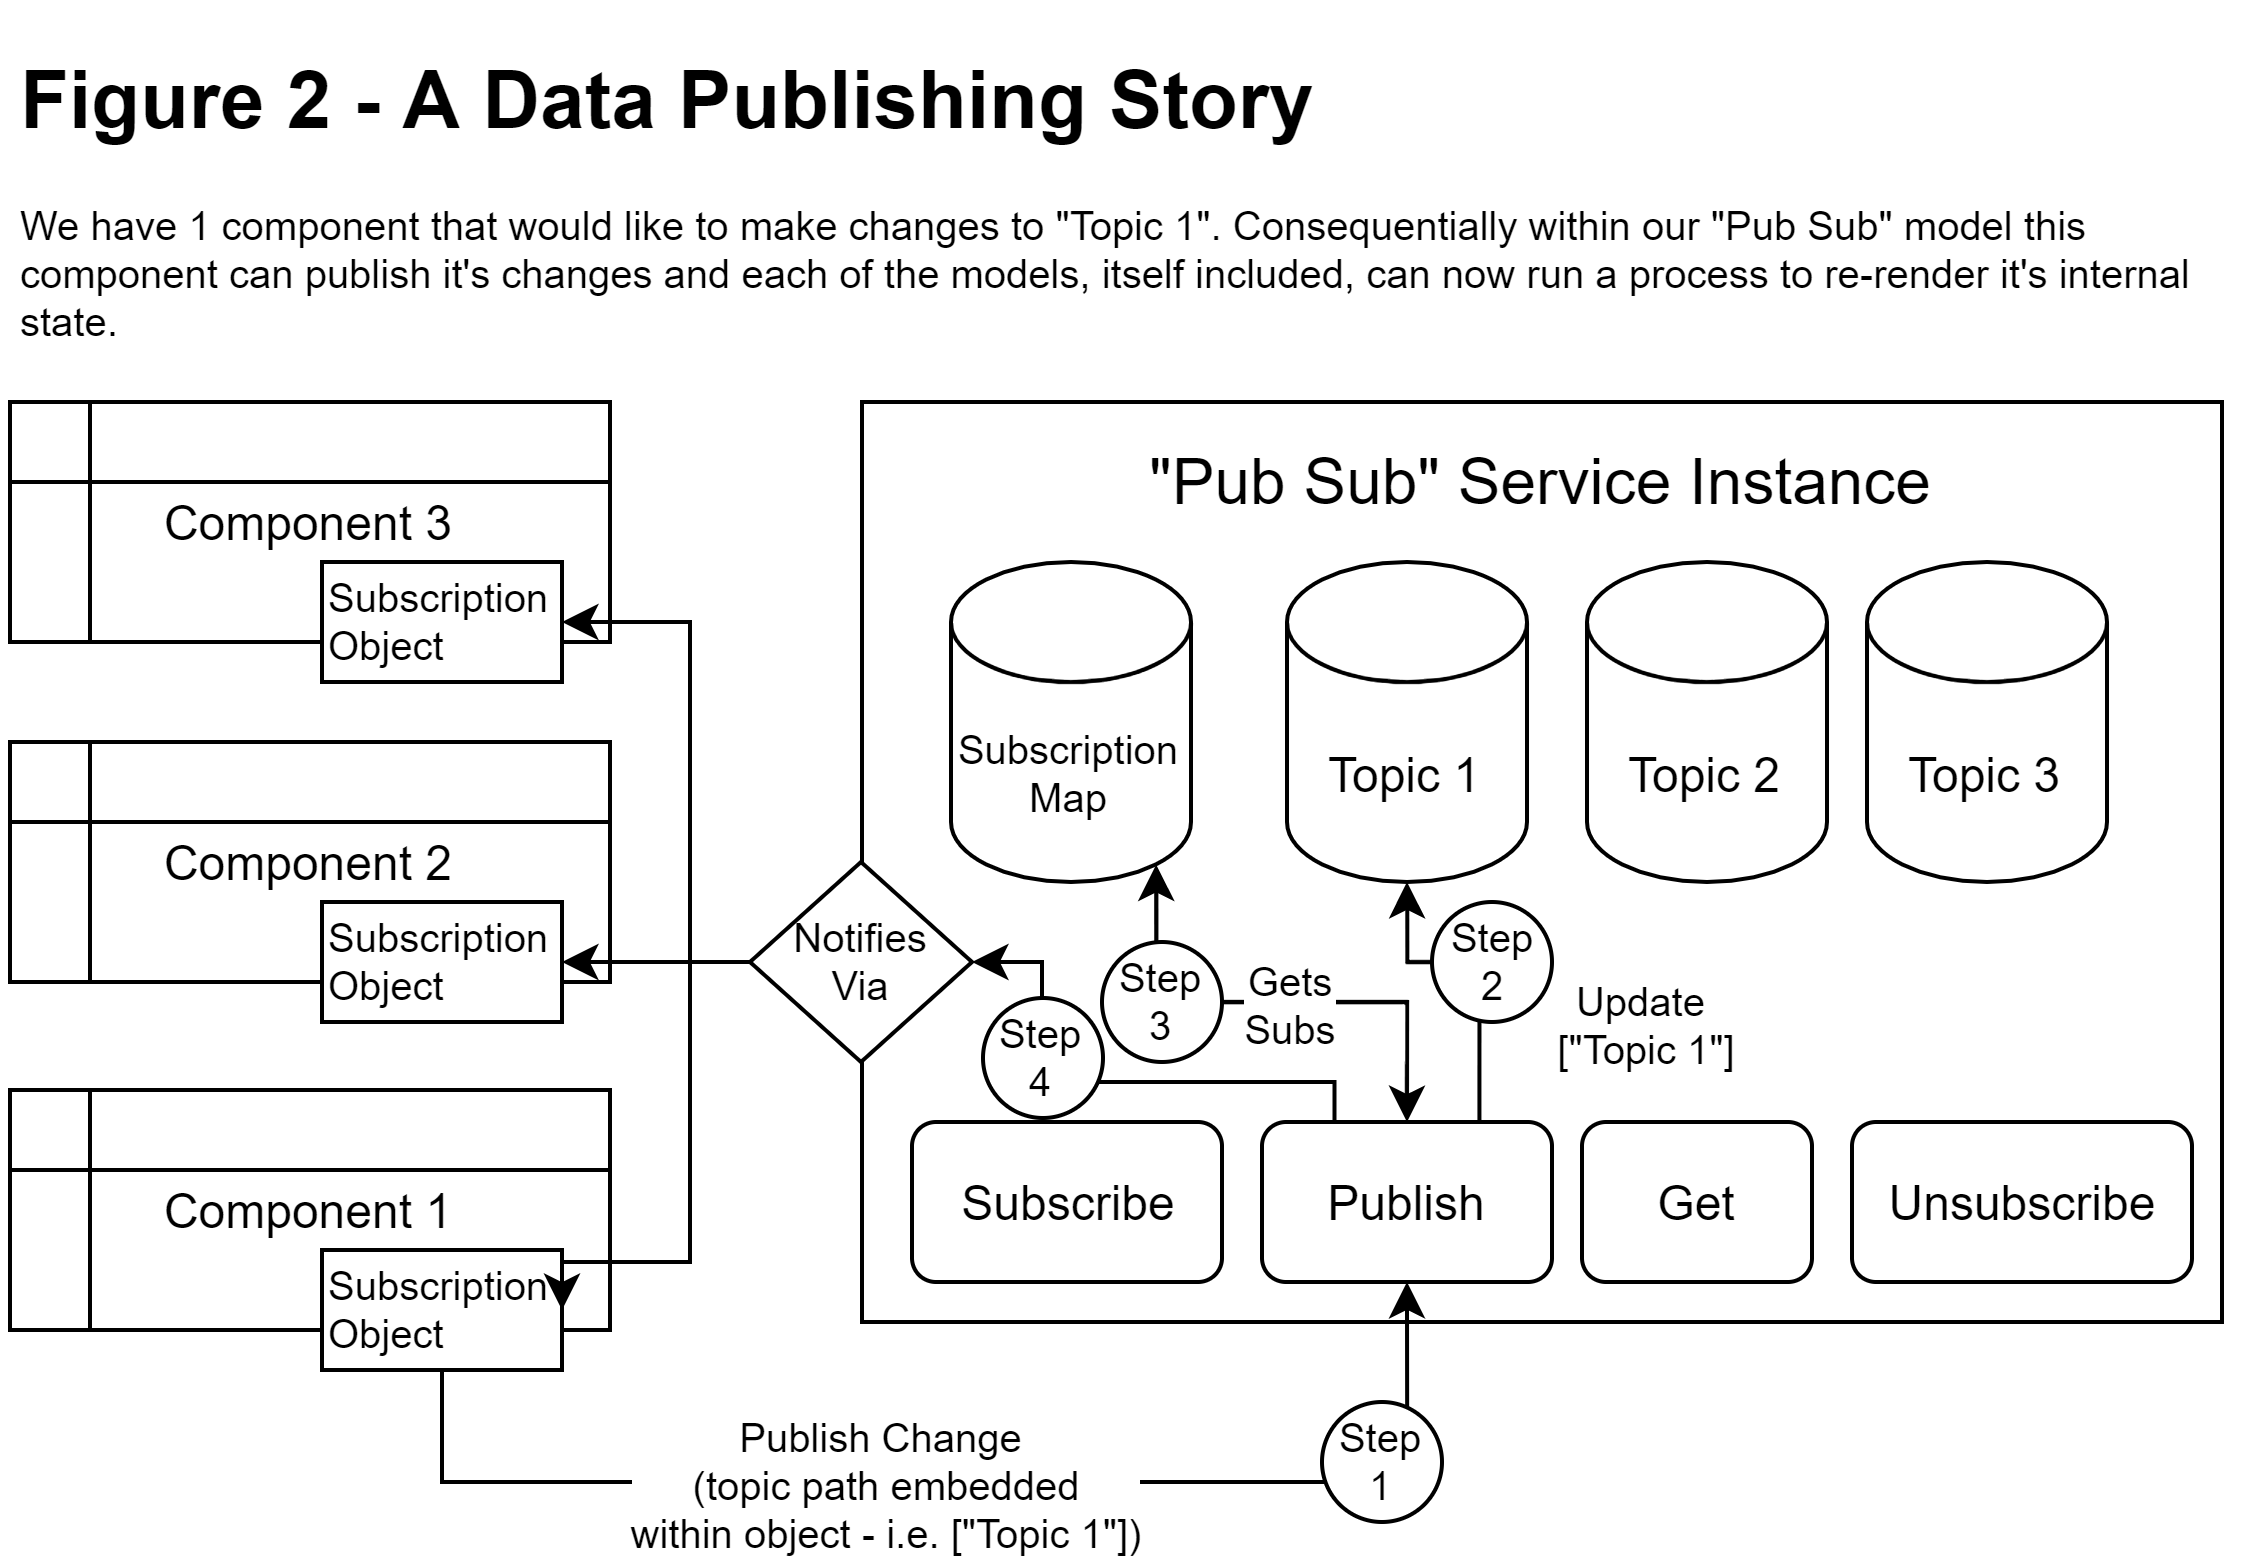 Figure 2 - A Data Publishing Story
We have 1 component that would like to make changes to "Topic 1". Consequentially within our "Pub Sub" model this
component can publish it's changes and each of the models, itself included, can now run a process to re-render it's internal
state.
Component 3
Subscription
Object
Component 2
Subscription
Object
Component 1
Subscription
Object
Notifies
Via
"Pub Sub" Service Instance
Subscription
Map
Topic 1
Topic 2
Topic 3
Step
4
Step
3
Gets
Subs
Step
2
Update
["Topic 1"]
Subscribe
Publish
Get
Unsubscribe
Publish Change
(topic path embedded
within object - i.e. ["Topic 1"])
Step
1